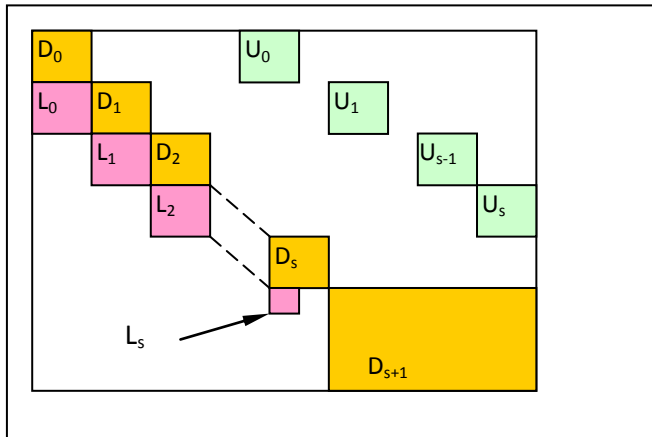 D₀ U₀
L₀ D₁ U₁
L₁ D₂ Uₛ₋₁
L₂ Uₛ
Dₛ
Lₛ
Dₛ₊₁